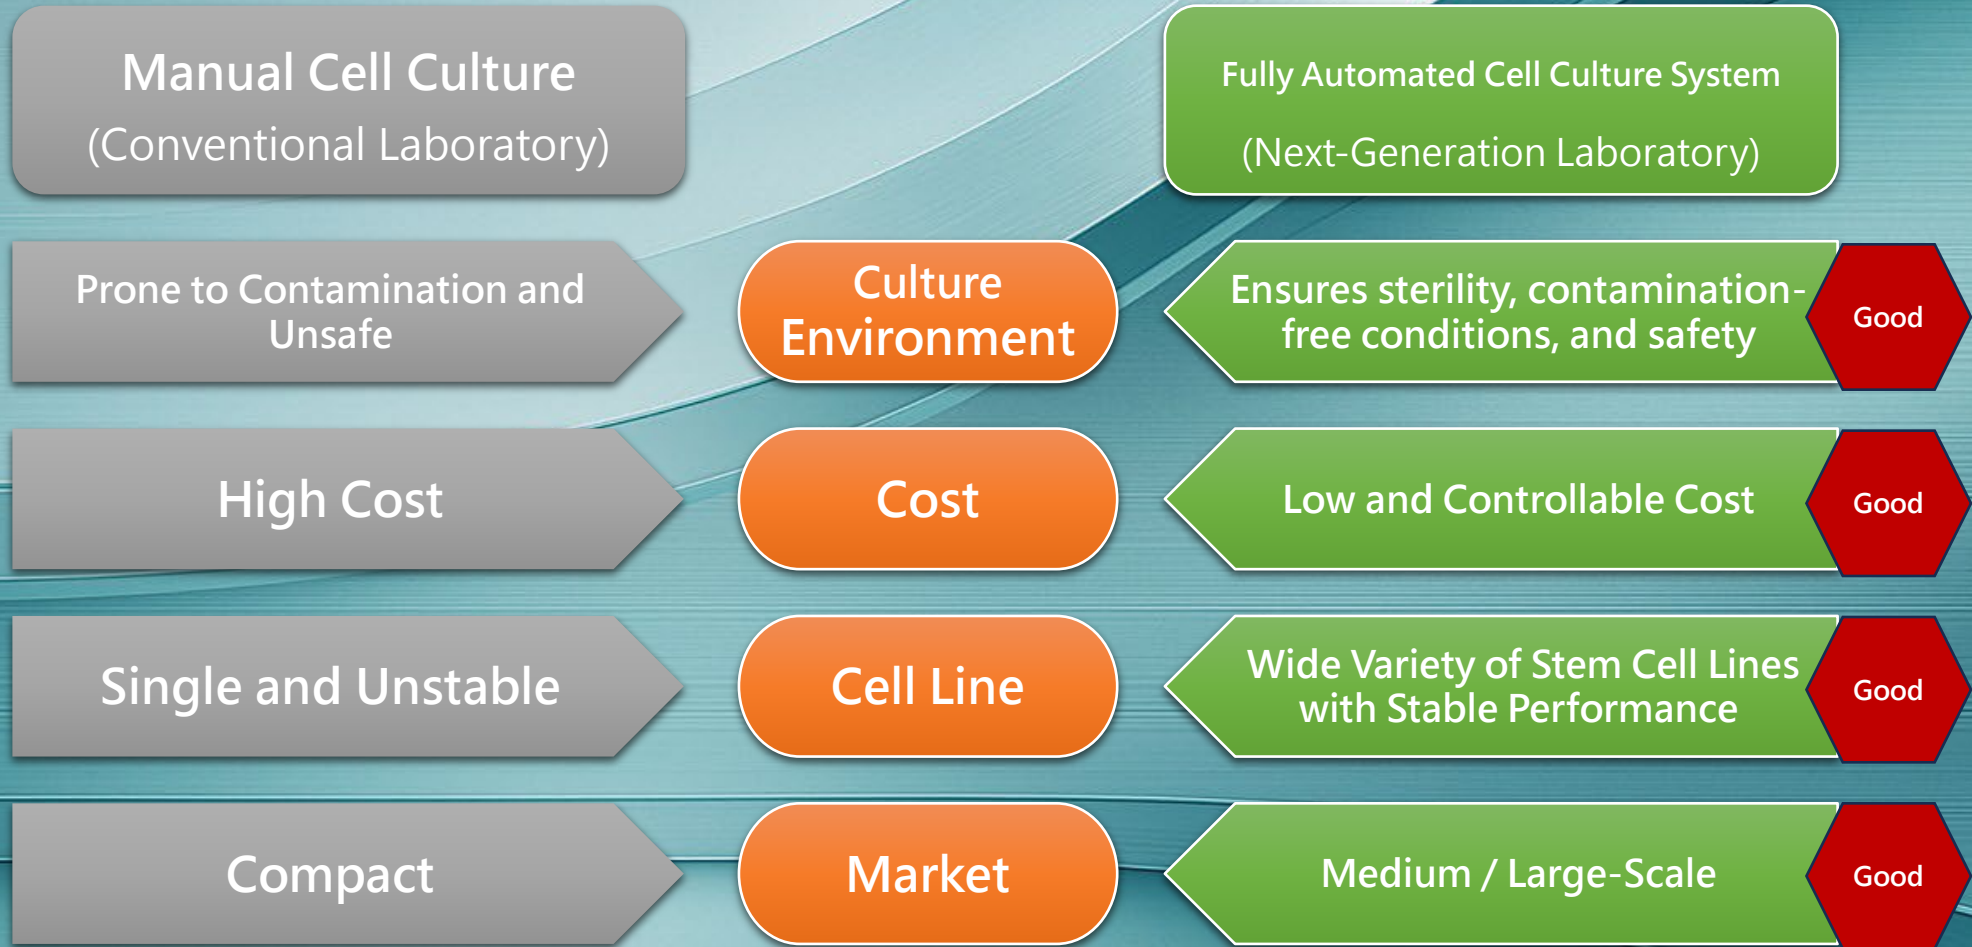 Manual Cell Culture
(Conventional Laboratory)
Fully Automated Cell Culture System
(Next-Generation Laboratory)
Prone to Contamination and
Unsafe
Culture
Environment
Ensures sterility, contamination-
free conditions, and safety
Good
High Cost
Cost
Low and Controllable Cost
Good
Single and Unstable
Cell Line
Wide Variety of Stem Cell Lines
with Stable Performance
Good
Compact
Market
Medium / Large-Scale
Good